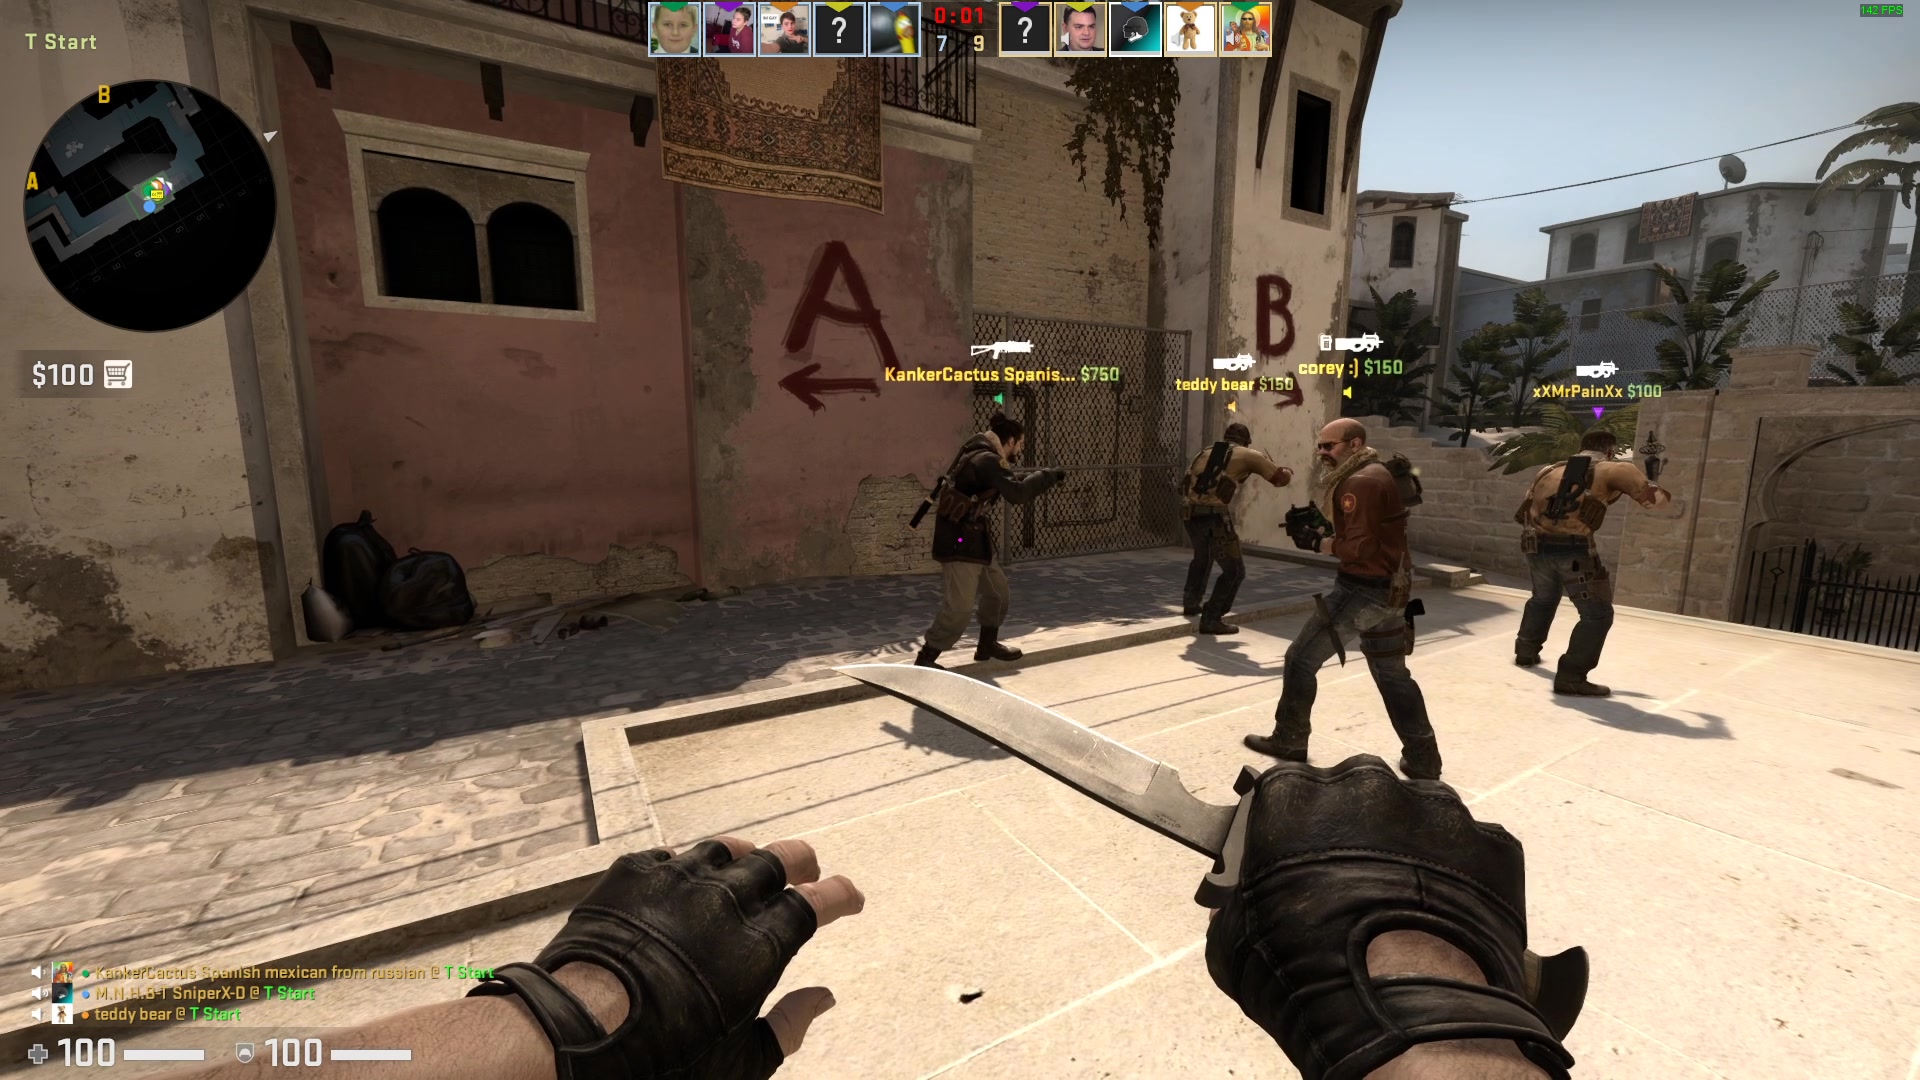 142 FPS
T Start
0:01
7 9
? ?
B
A
$100
A
B
KankerCactus Spanis... $750
teddy bear $150
corey :) $150
xXMrPainXx $100
KankerCactus Spanish mexican from russian @ T Start
M.N.H.B-T SniperX-D @ T Start
teddy bear @ T Start
100 100